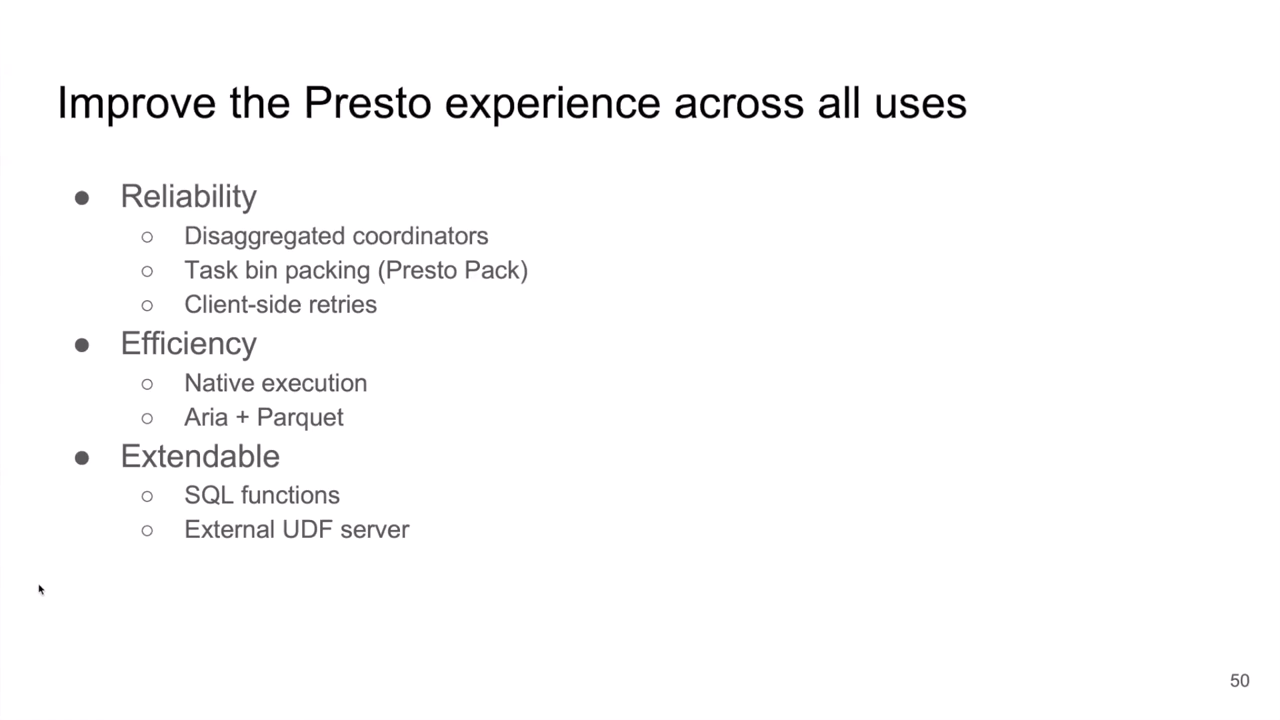 Improve the Presto experience across all uses
● Reliability
○ Disaggregated coordinators
○ Task bin packing (Presto Pack)
○ Client-side retries
● Efficiency
○ Native execution
○ Aria + Parquet
● Extendable
○ SQL functions
○ External UDF server
50